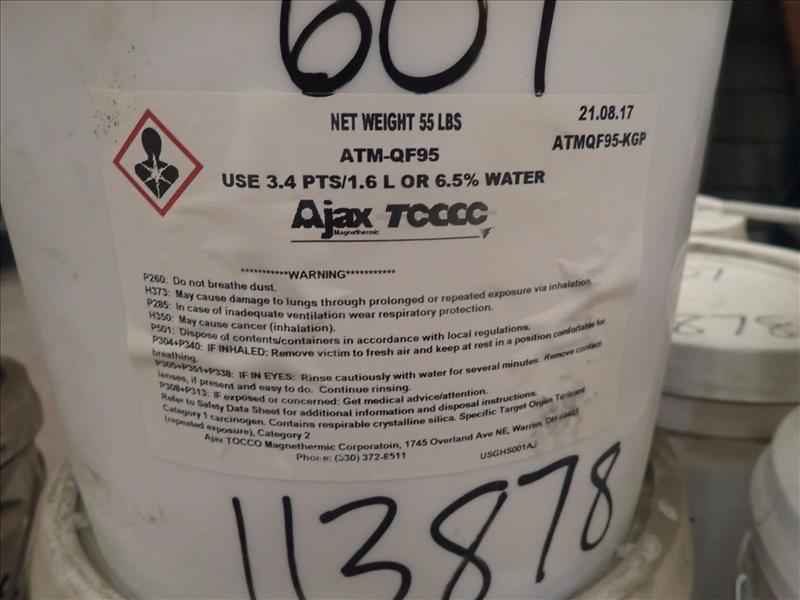 601
NET WEIGHT 55 LBS
21.08.17
ATM-QF95
ATMQF95-KGP
USE 3.4 PTS/1.6 L OR 6.5% WATER
Ajax TOCCO
Magnethermic
***********WARNING***********
P260: Do not breathe dust.
H373: May cause damage to lungs through prolonged or repeated exposure via inhalation.
P285: In case of inadequate ventilation wear respiratory protection.
H350: May cause cancer (inhalation).
P501: Dispose of contents/containers in accordance with local regulations.
P304+P340: IF INHALED: Remove victim to fresh air and keep at rest in a position comfortable for
breathing.
P305+P351+P338: IF IN EYES: Rinse cautiously with water for several minutes. Remove contact
lenses, if present and easy to do. Continue rinsing.
P308+P313: IF exposed or concerned: Get medical advice/attention.
Refer to Safety Data Sheet for additional information and disposal instructions.
Category 1 carcinogen. Contains respirable crystalline silica. Specific Target Organ Toxicant
(repeated exposure), Category 2
Ajax TOCCO Magnethermic Corporatoin, 1745 Overland Ave NE, Warren, OH 44483
Phone: (330) 372-8511
USGHS001AJ
113878